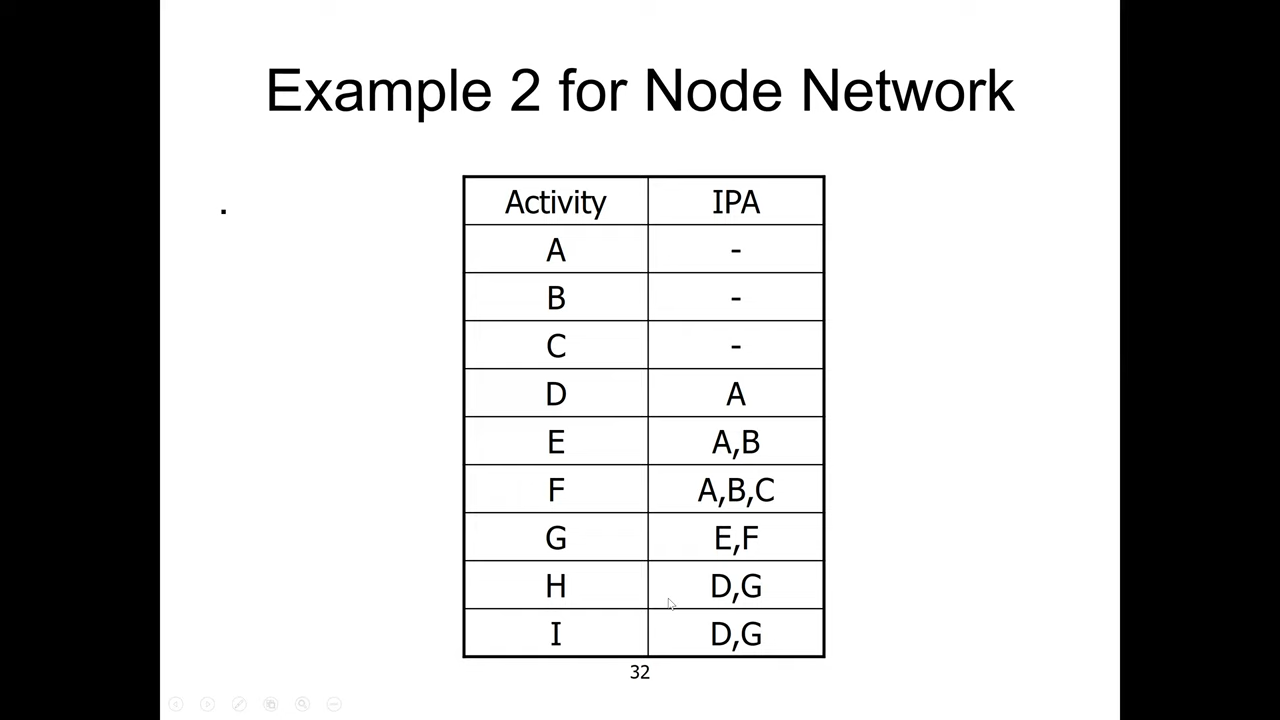 Example 2 for Node Network
.
Activity IPA
A -
B -
C -
D A
E A,B
F A,B,C
G E,F
H D,G
I D,G
32